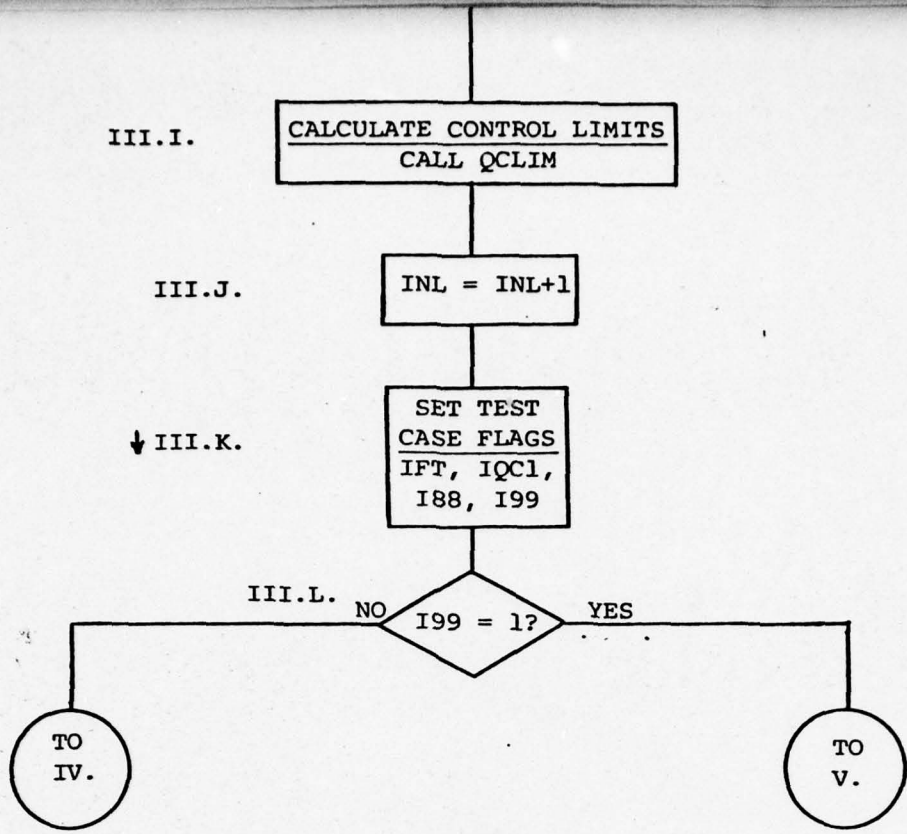 III.I.
CALCULATE CONTROL LIMITS
CALL QCLIM
III.J.
INL = INL+1
III.K.
SET TEST
CASE FLAGS
IFT, IQC1,
I88, I99
III.L.
NO
I99 = 1?
YES
TO
IV.
TO
V.